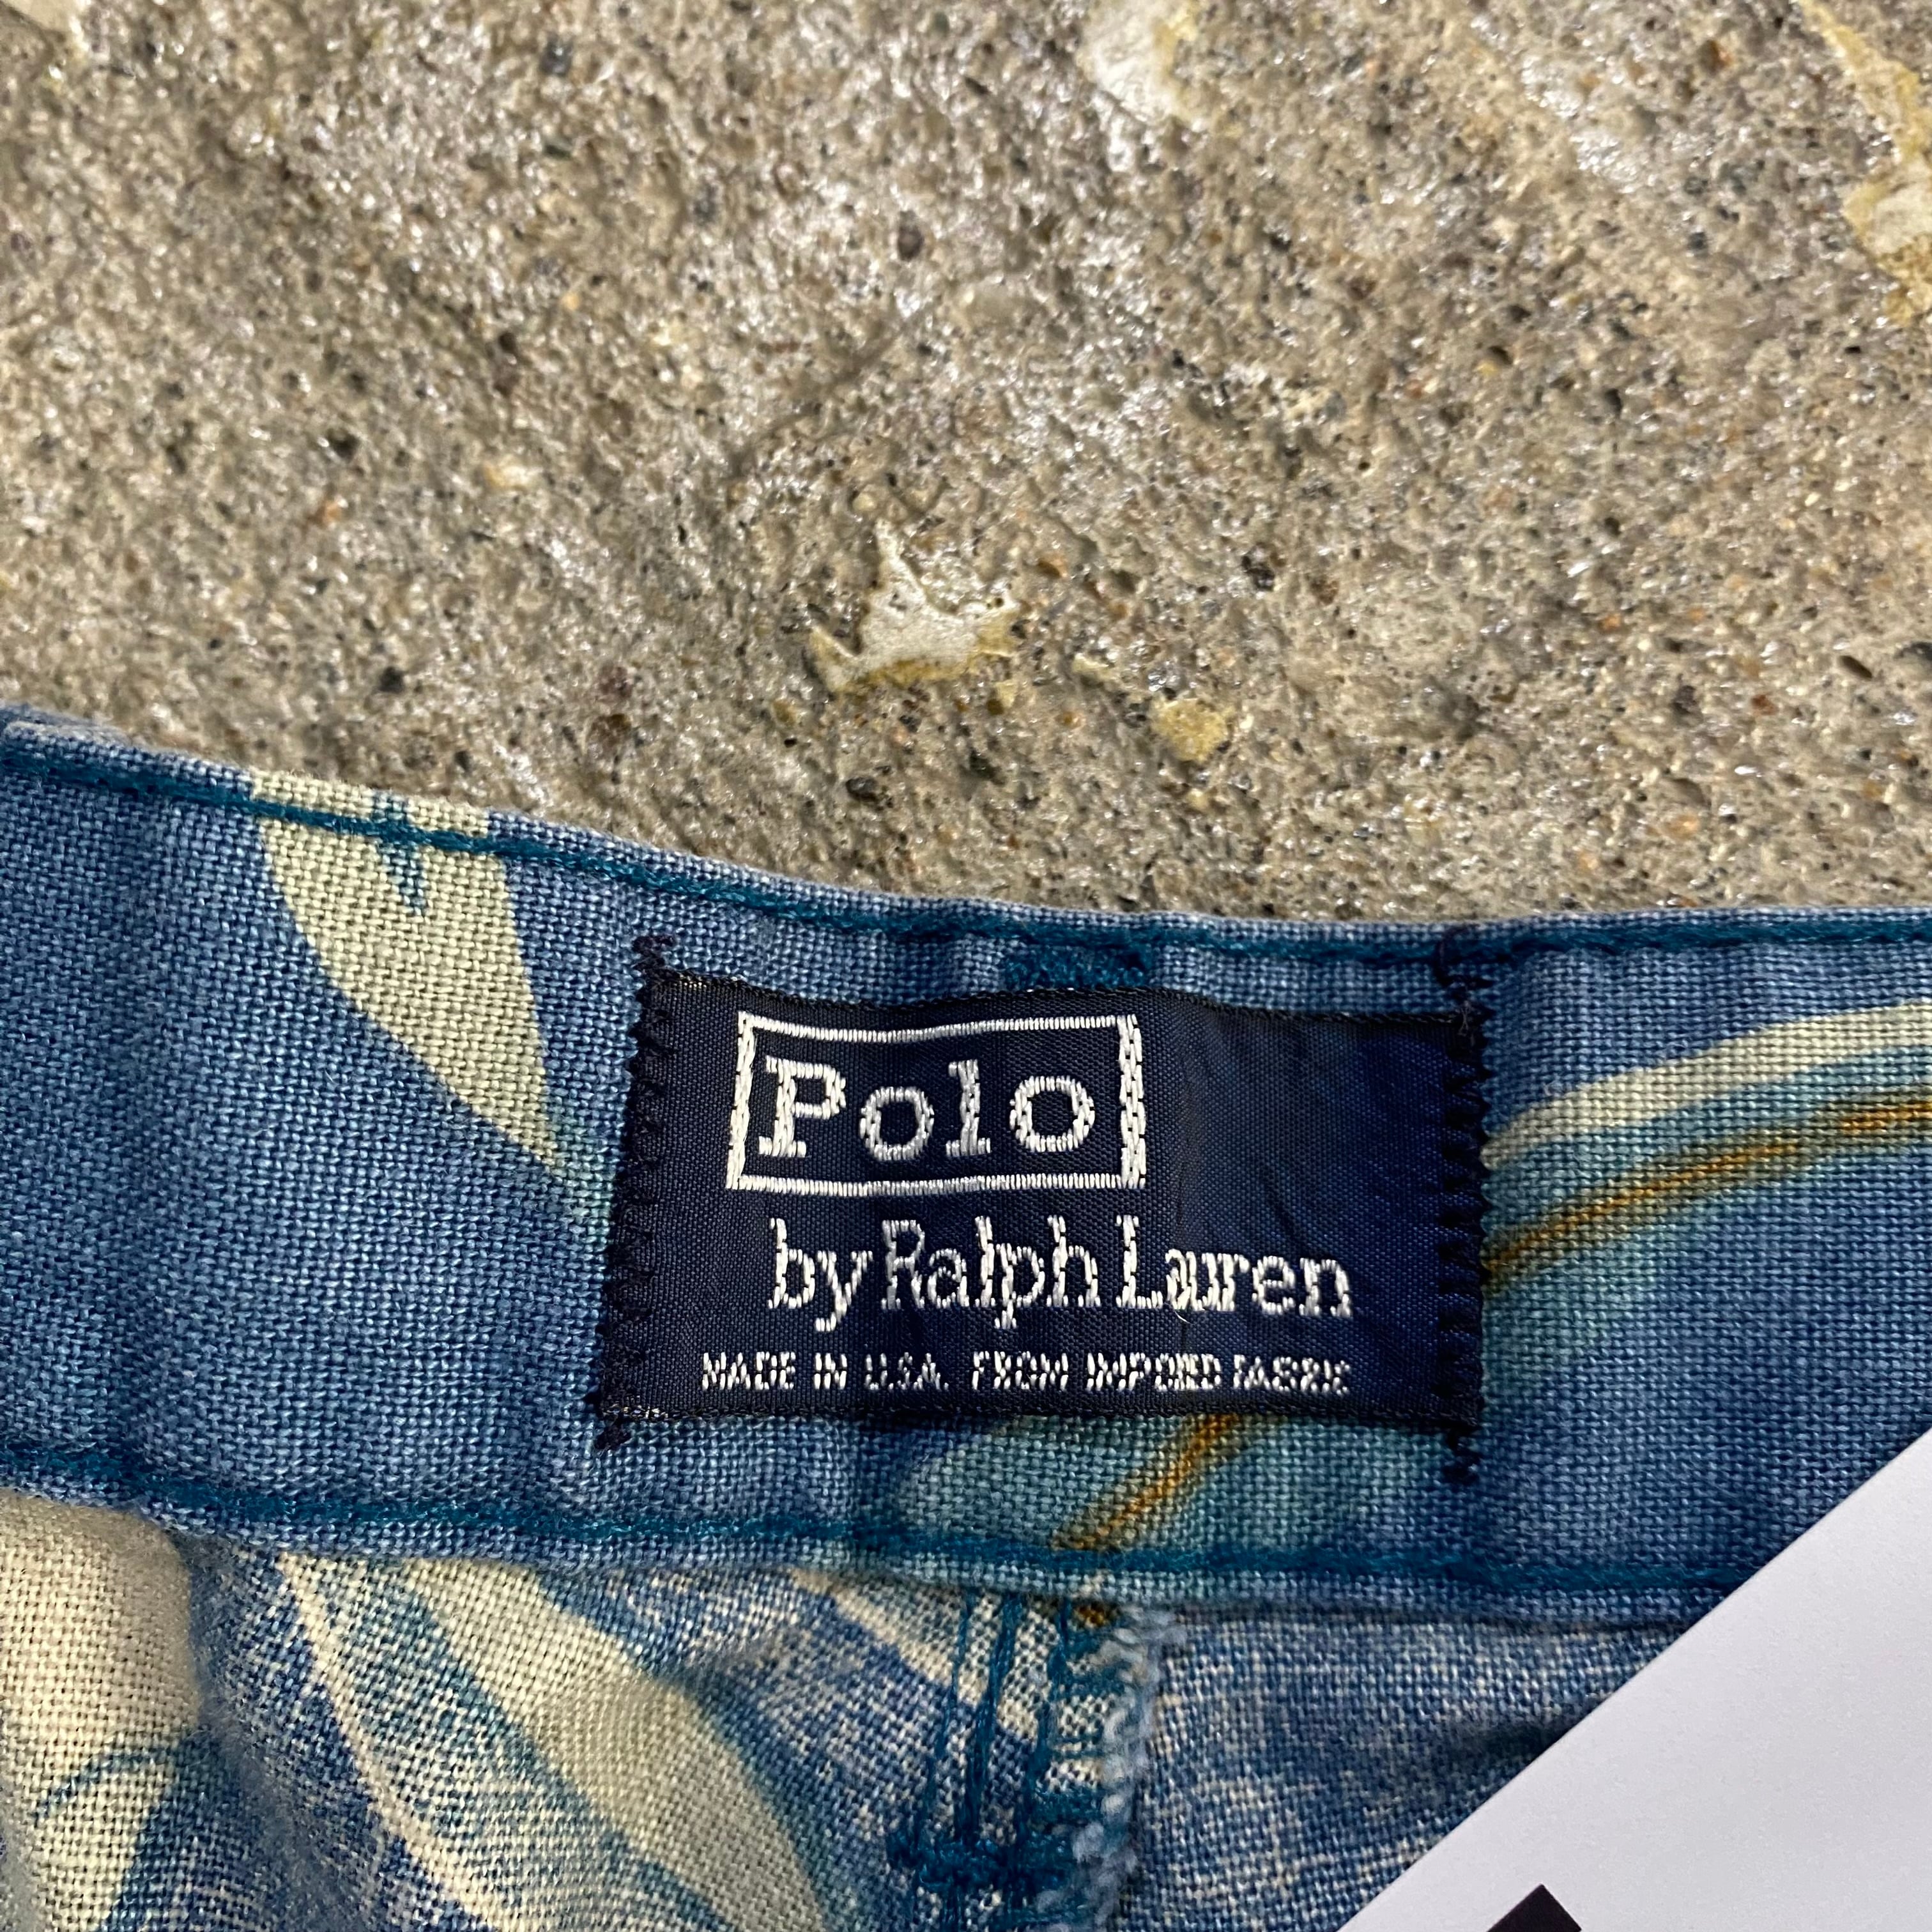 Polo
by Ralph Lauren
MADE IN U.S.A. FROM IMPORTED FABRIC